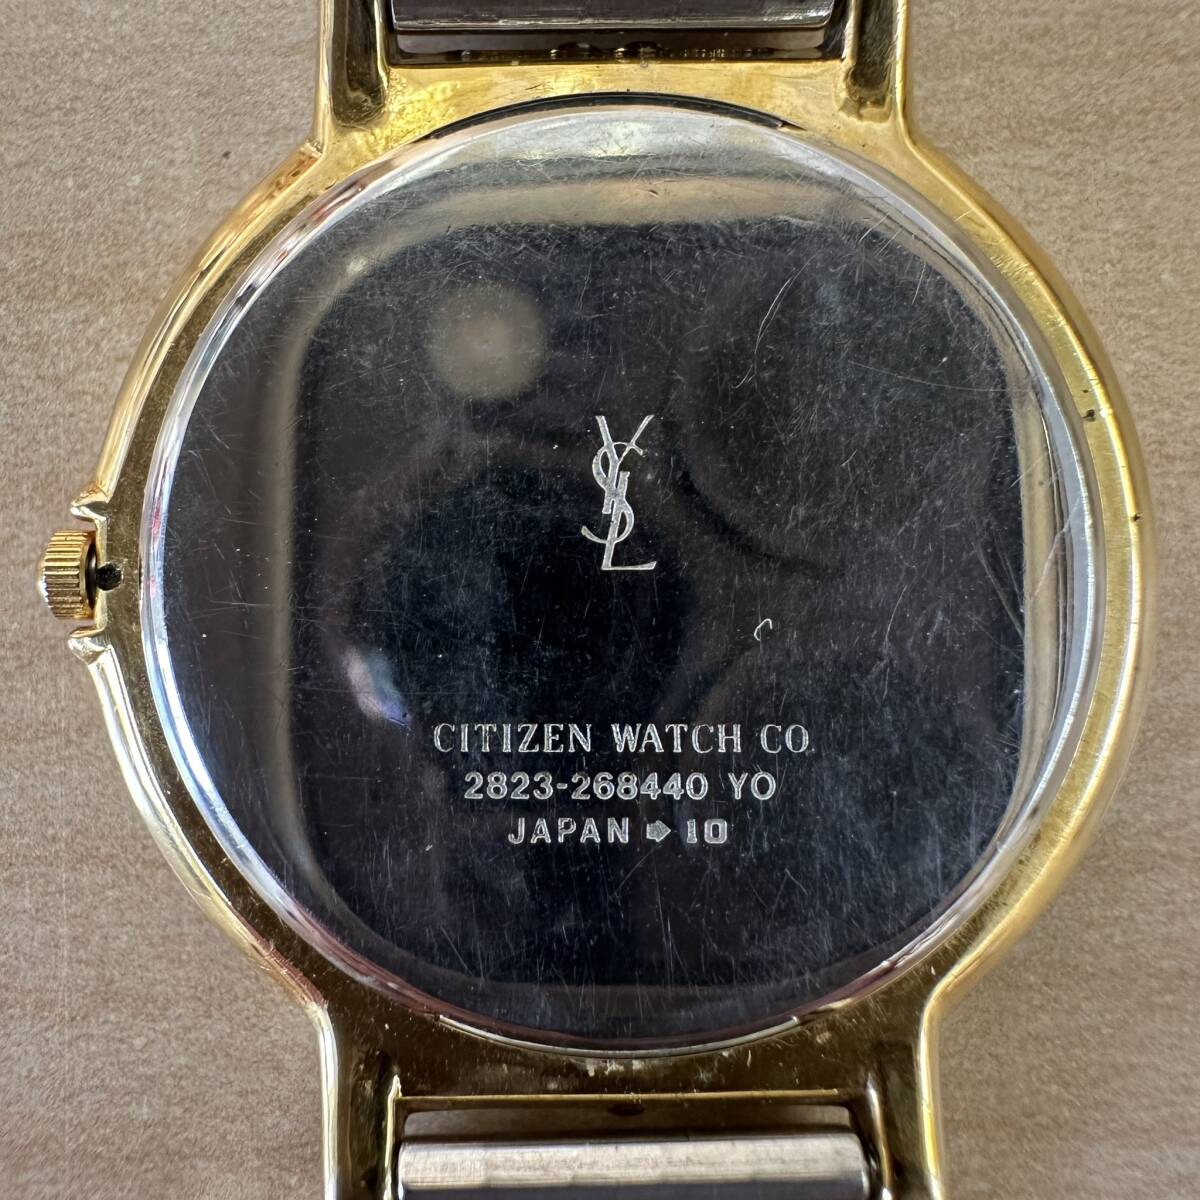 YSL
CITIZEN WATCH CO.
2823-268440 YO
JAPAN 10